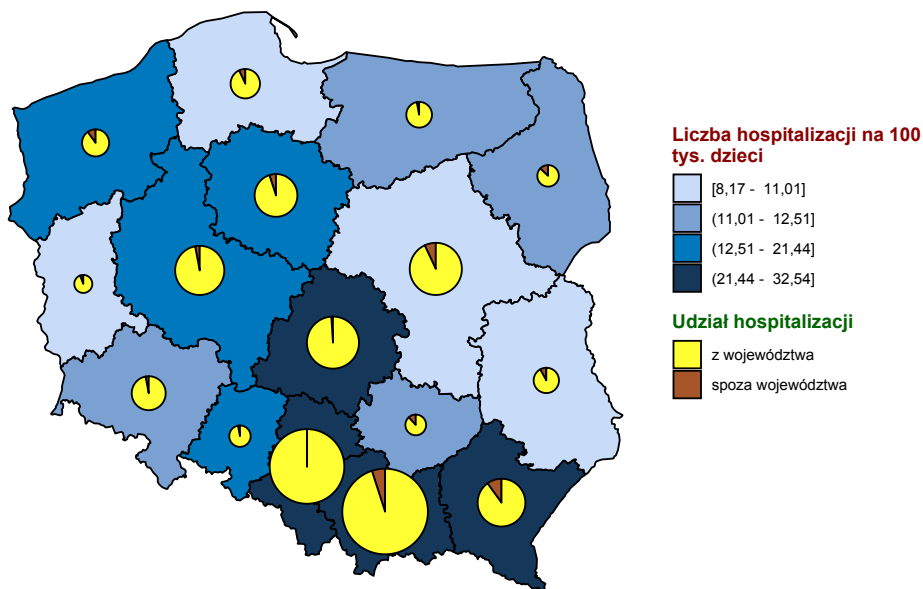 Liczba hospitalizacji na 100
tys. dzieci
[8,17 - 11,01]
(11,01 - 12,51]
(12,51 - 21,44]
(21,44 - 32,54]
Udział hospitalizacji
z województwa
spoza województwa